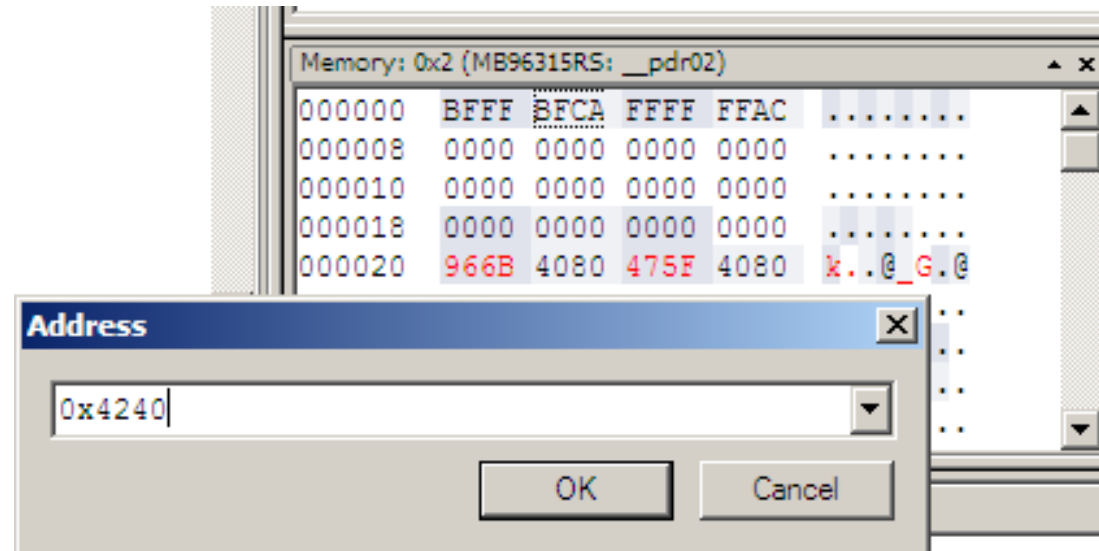 Memory: 0x2 (MB96315RS: __pdr02)
000000 BFFF BFCA FFFF FFAC ........
000008 0000 0000 0000 0000 ........
000010 0000 0000 0000 0000 ........
000018 0000 0000 0000 0000 ........
000020 966B 4080 475F 4080 k..@_G.@
..
..
..
..
Address
0x4240
OK Cancel